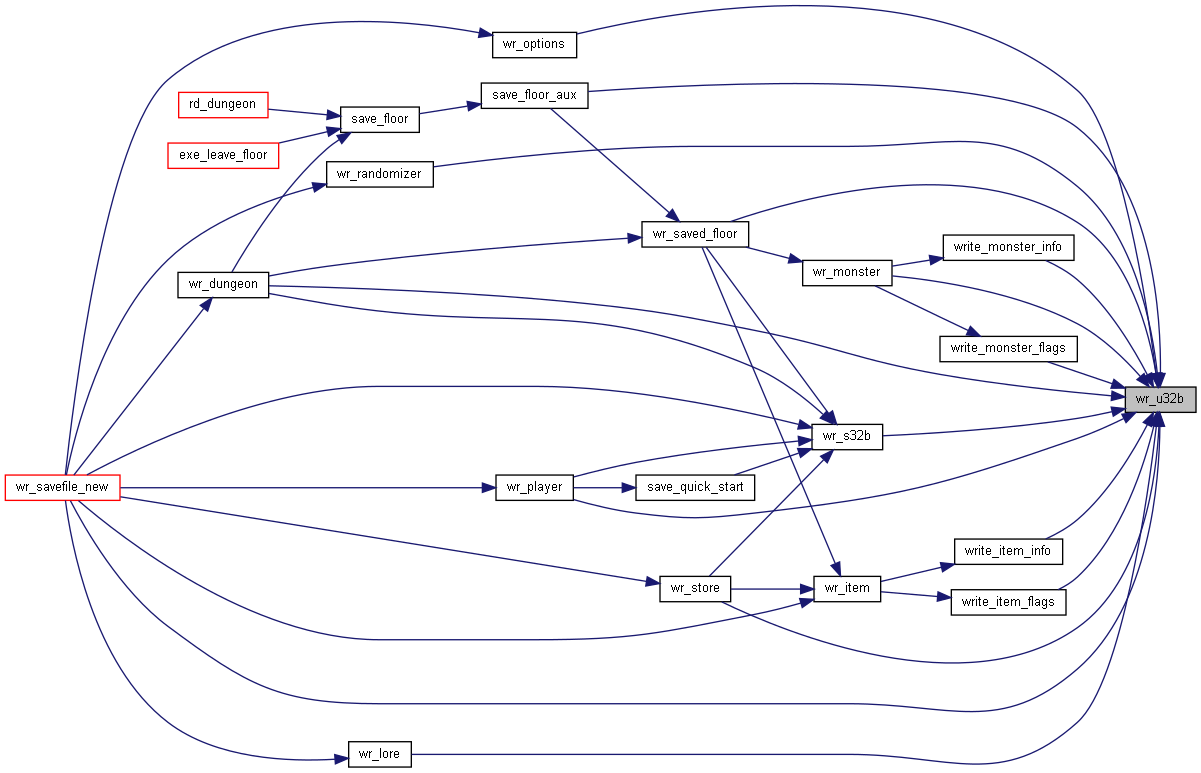 wr_options
save_floor_aux
rd_dungeon
save_floor
exe_leave_floor
wr_randomizer
wr_saved_floor
write_monster_info
wr_monster
wr_dungeon
write_monster_flags
wr_u32b
wr_s32b
wr_savefile_new
wr_player
save_quick_start
write_item_info
wr_store
wr_item
write_item_flags
wr_lore